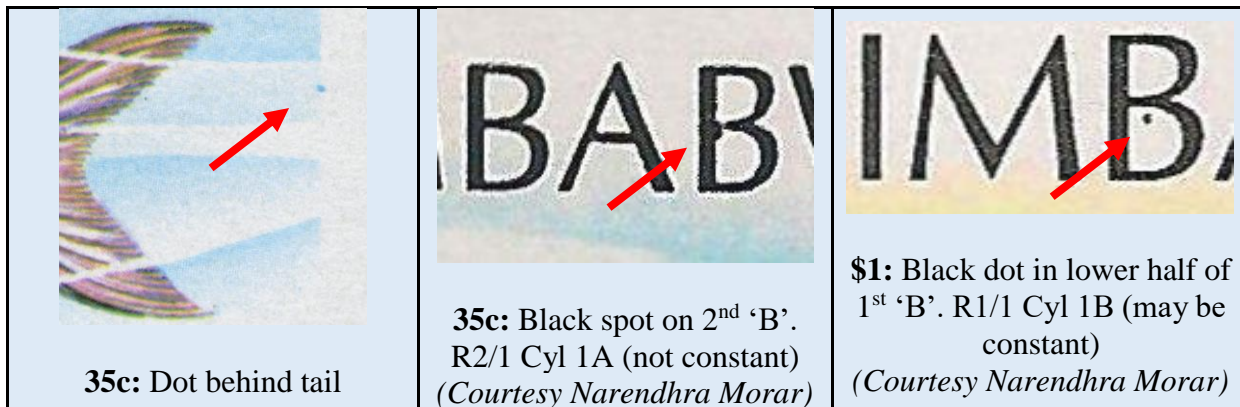 MBABV
IMBA
35c: Dot behind tail
35c: Black spot on 2nd ‘B’.
R2/1 Cyl 1A (not constant)
(Courtesy Narendhra Morar)
$1: Black dot in lower half of
1st ‘B’. R1/1 Cyl 1B (may be
constant)
(Courtesy Narendhra Morar)